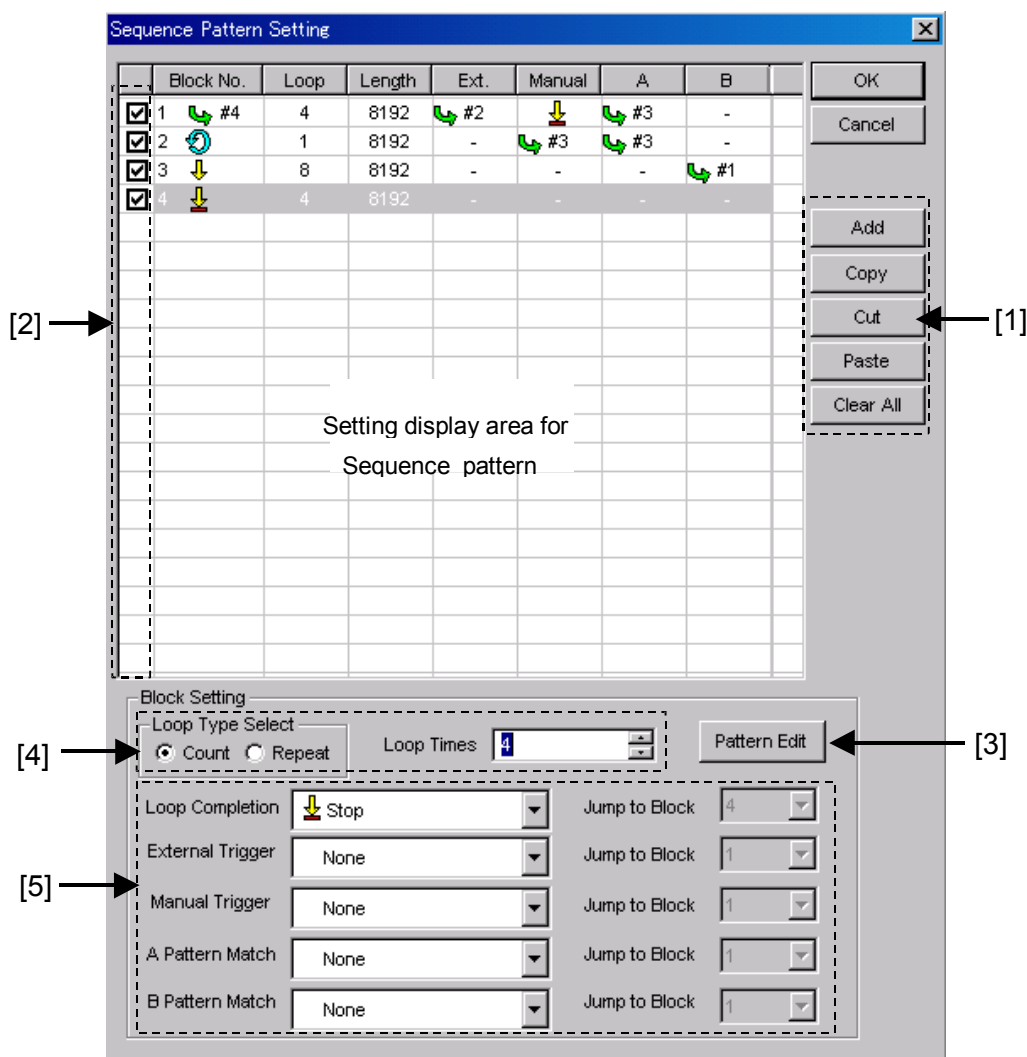 Sequence Pattern Setting
Block No. Loop Length Ext. Manual A B
1 #4 4 8192 #2 #3 -
2 1 8192 - #3 #3 -
3 8 8192 - - - #1
4 4 8192 - - - -
OK
Cancel
Add
Copy
Cut
Paste
Clear All
[1]
[2]
Setting display area for
Sequence pattern
Block Setting
Loop Type Select
Count Repeat
Loop Times 4
Pattern Edit
[3]
[4]
Loop Completion Stop Jump to Block 4
External Trigger None Jump to Block 1
Manual Trigger None Jump to Block 1
A Pattern Match None Jump to Block 1
B Pattern Match None Jump to Block 1
[5]